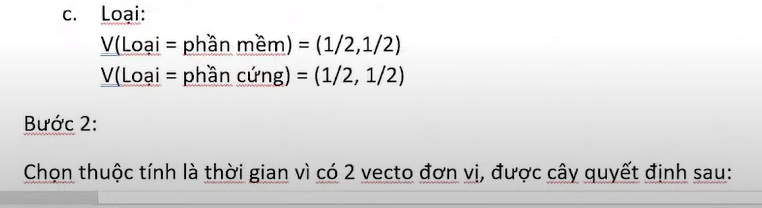 c. Loại:
V(Loại = phần mềm) = (1/2,1/2)
V(Loại = phần cứng) = (1/2, 1/2)
Bước 2:
Chọn thuộc tính là thời gian vì có 2 vecto đơn vị, được cây quyết định sau: